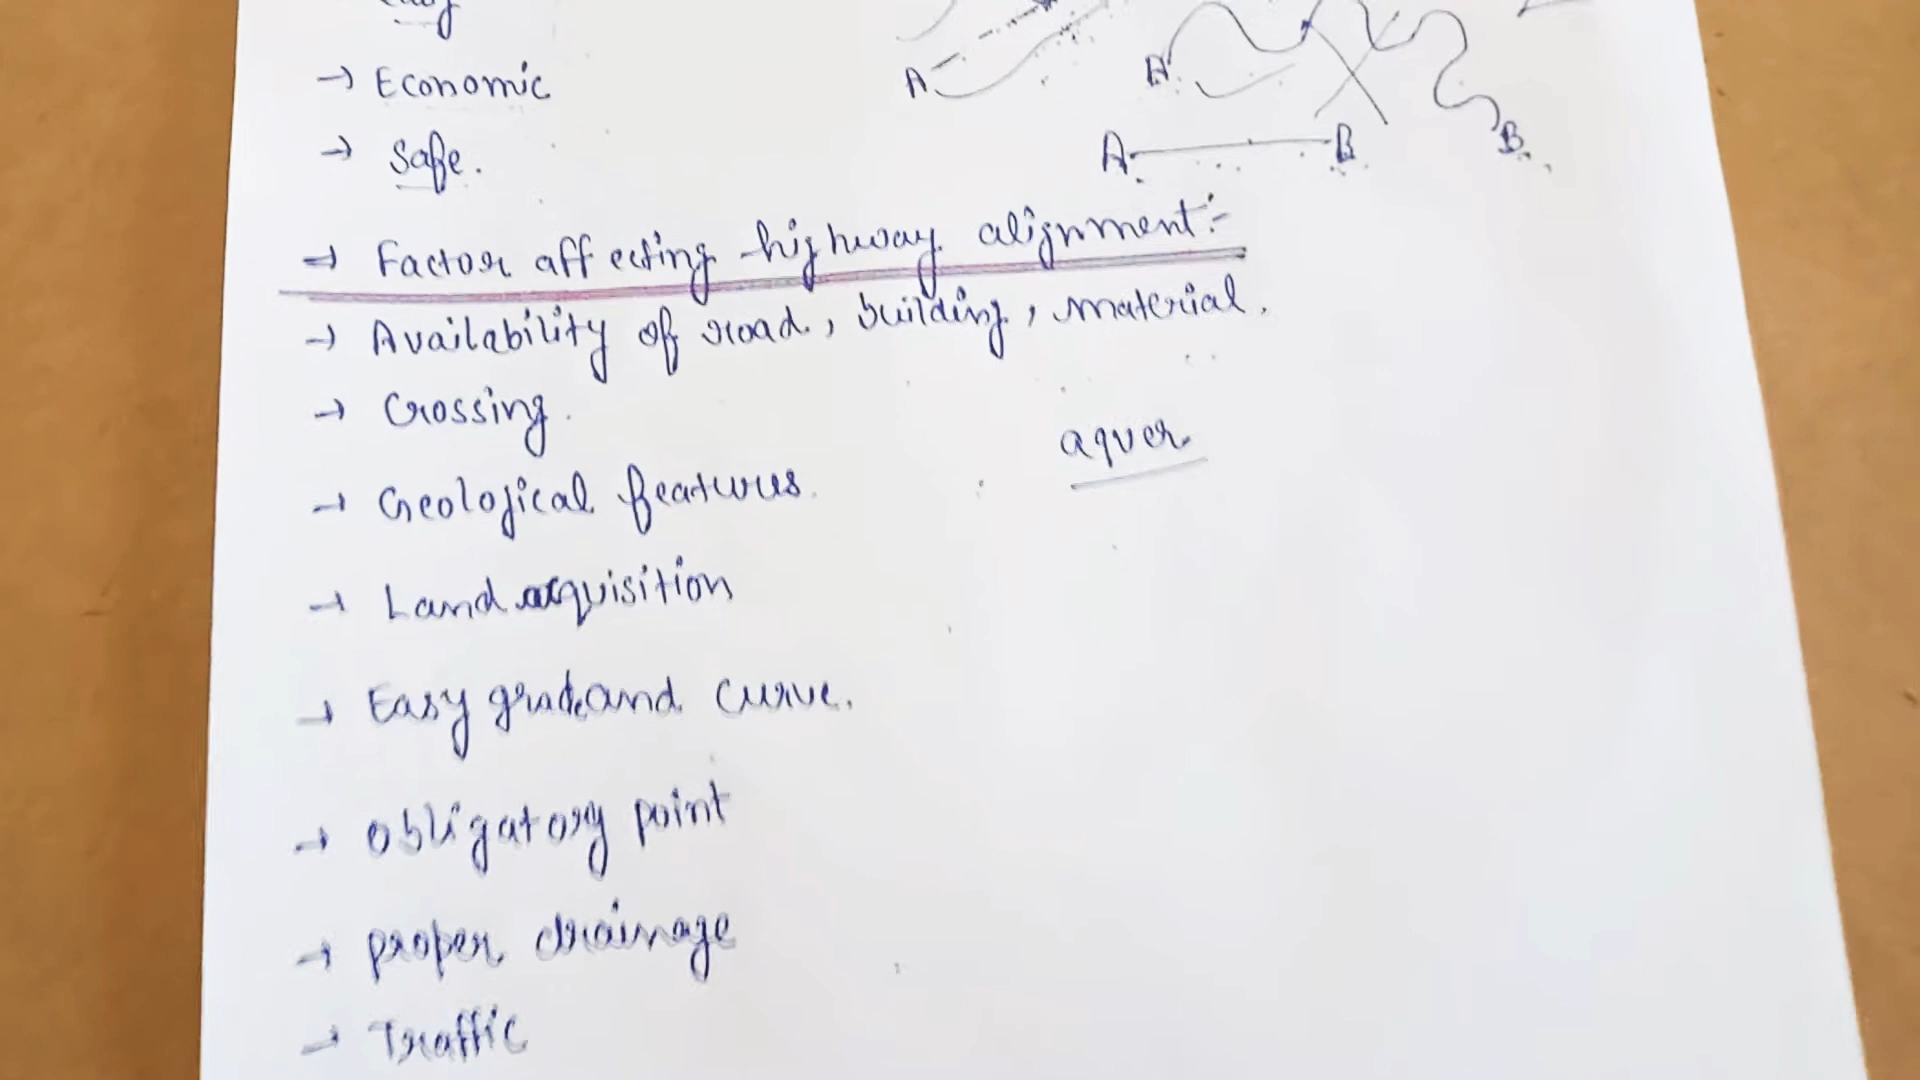 → Economic
→ Safe.
A
A
B
A
B
→ Factor affecting highway alignment:-
→ Availability of road, building, material.
→ Crossing.
aquer
→ Geological features.
→ Land acquisition
→ Easy grade and curve.
→ obligatory point
→ proper drainage
→ Traffic